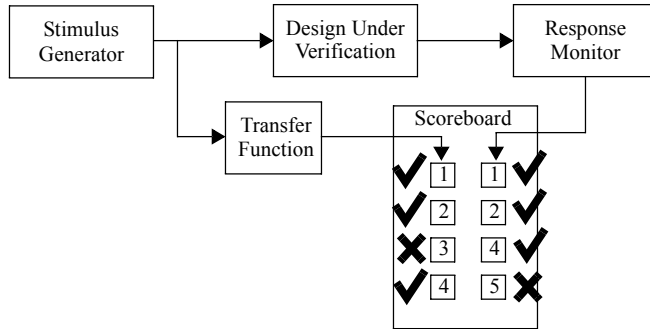 Stimulus
Generator
Design Under
Verification
Response
Monitor
Transfer
Function
Scoreboard
1 1
2 2
3 4
4 5